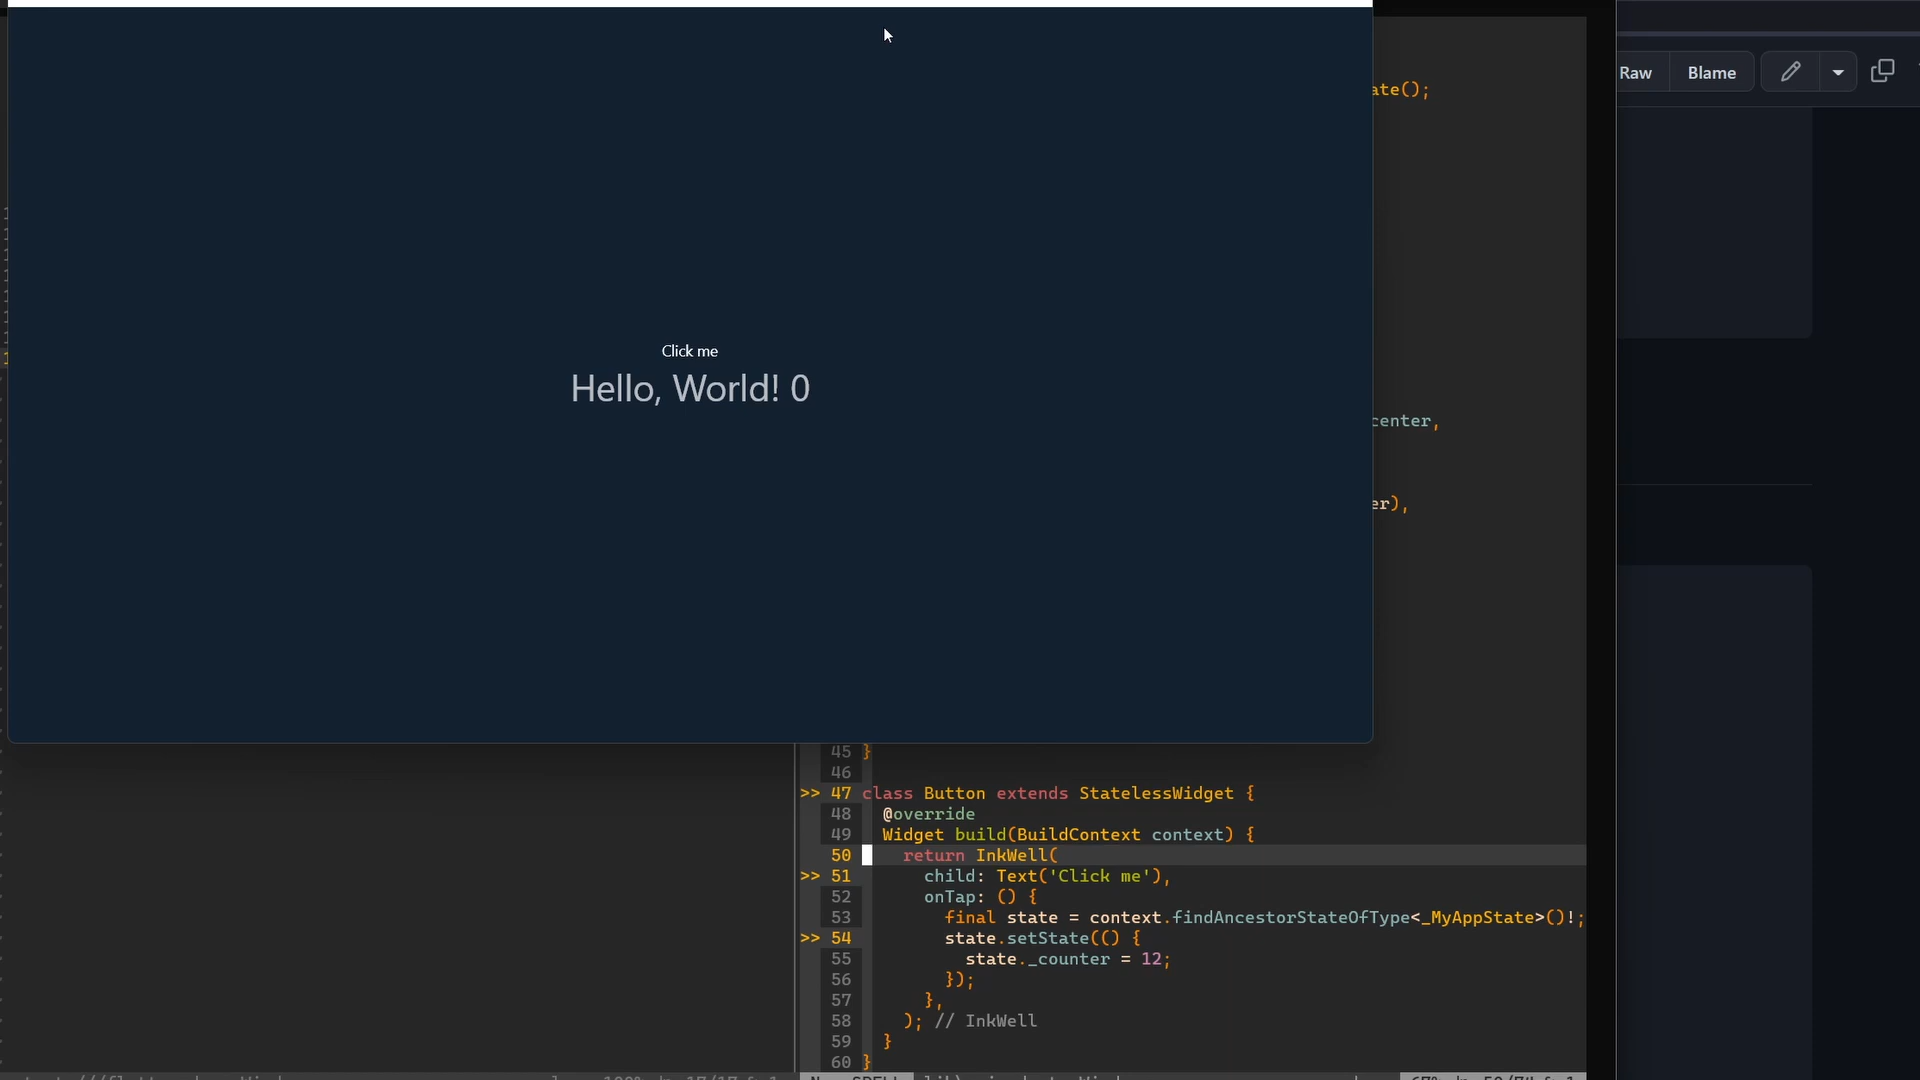 Raw
Blame
ate();
Click me
Hello, World! 0
center,
er),
45 }
46
>> 47 class Button extends StatelessWidget {
48 @override
49 Widget build(BuildContext context) {
50 return InkWell(
>> 51 child: Text('Click me'),
52 onTap: () {
53 final state = context.findAncestorStateOfType<_MyAppState>()!;
>> 54 state.setState(() {
55 state._counter = 12;
56 });
57 },
58 ); // InkWell
59 }
60 }